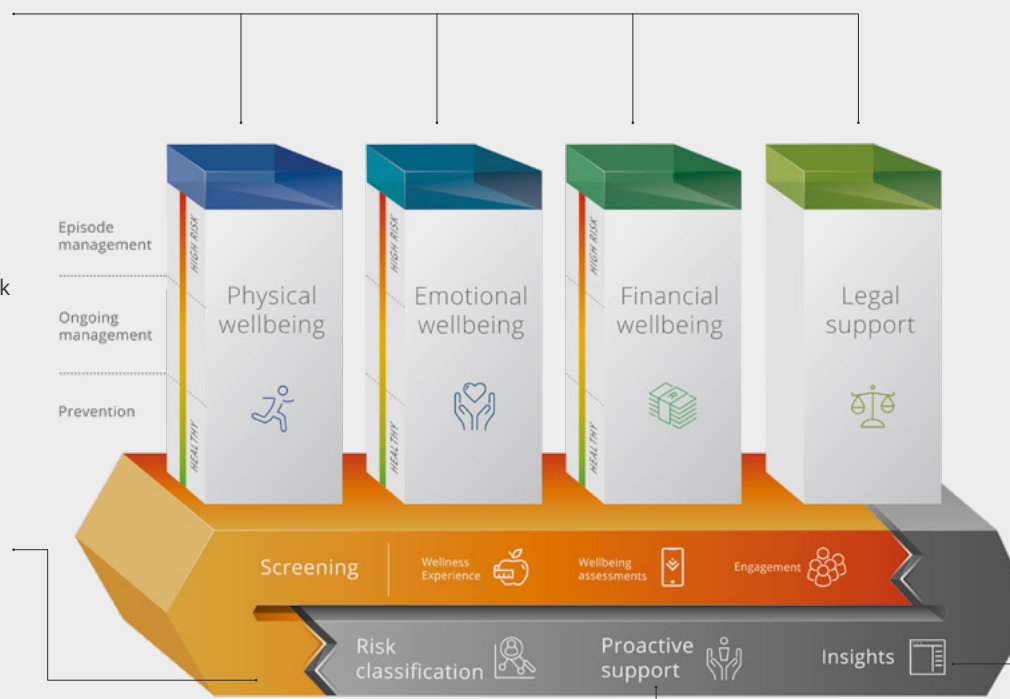 Episode
management
k
Ongoing
management
Prevention
HIGH RISK
HEALTHY
Physical
wellbeing
HIGH RISK
HEALTHY
Emotional
wellbeing
HIGH RISK
HEALTHY
Financial
wellbeing
R
Legal
support
Screening
Wellness
Experience
Wellbeing
assessments
Engagement
Risk
classification
Proactive
support
Insights